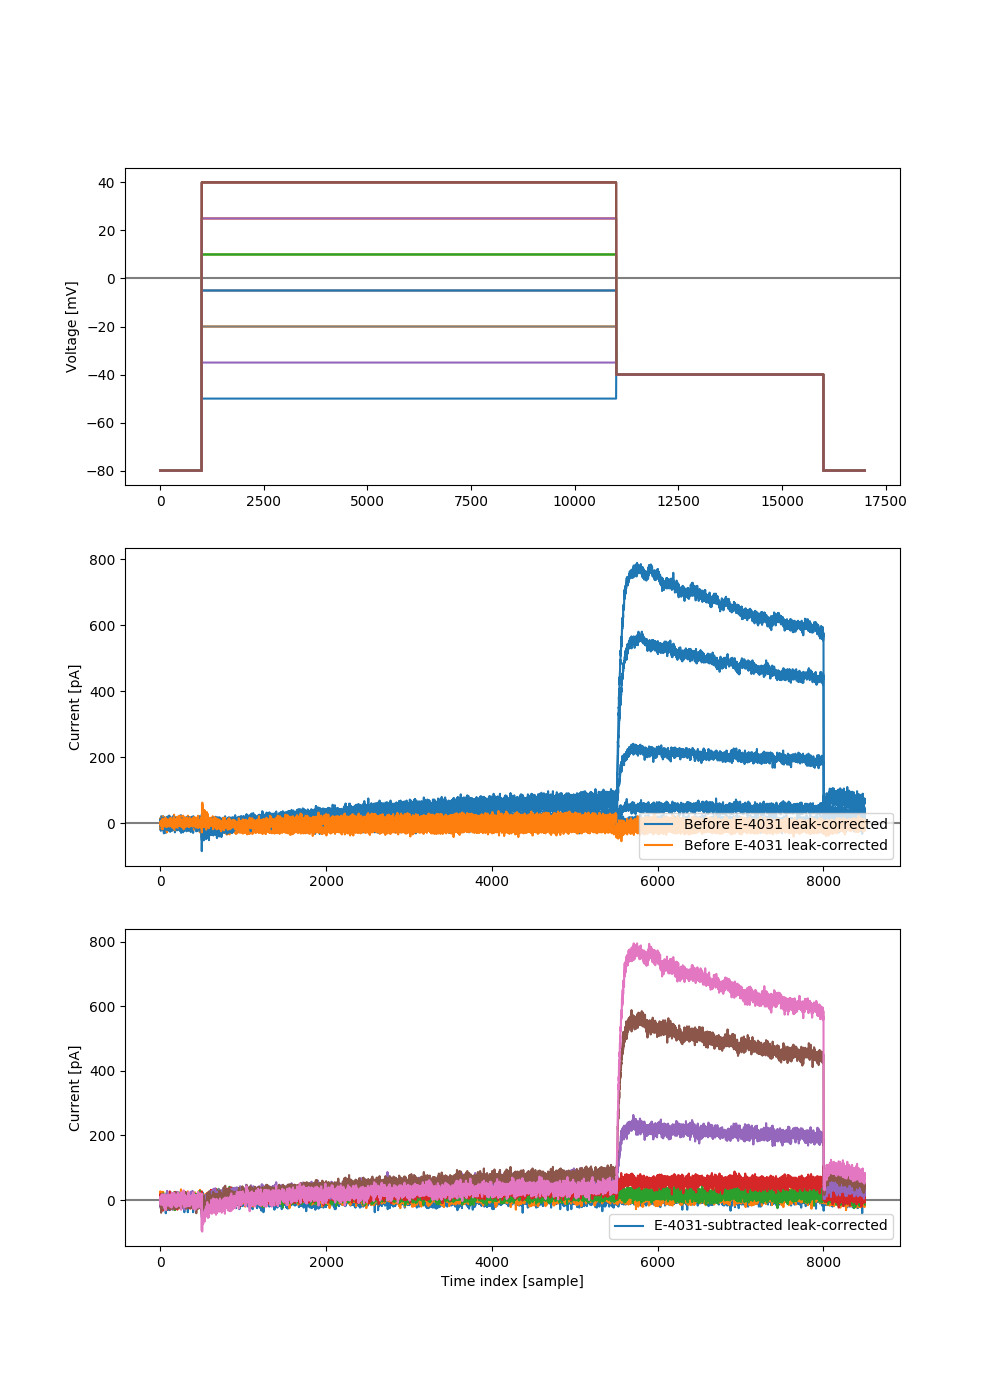 40
20
0
−20
−40
−60
−80
Voltage [mV]
0 2500 5000 7500 10000 12500 15000 17500
800
600
400
200
0
Current [pA]
Before E-4031 leak-corrected
Before E-4031 leak-corrected
0 2000 4000 6000 8000
800
600
400
200
0
Current [pA]
E-4031-subtracted leak-corrected
0 2000 4000 6000 8000
Time index [sample]